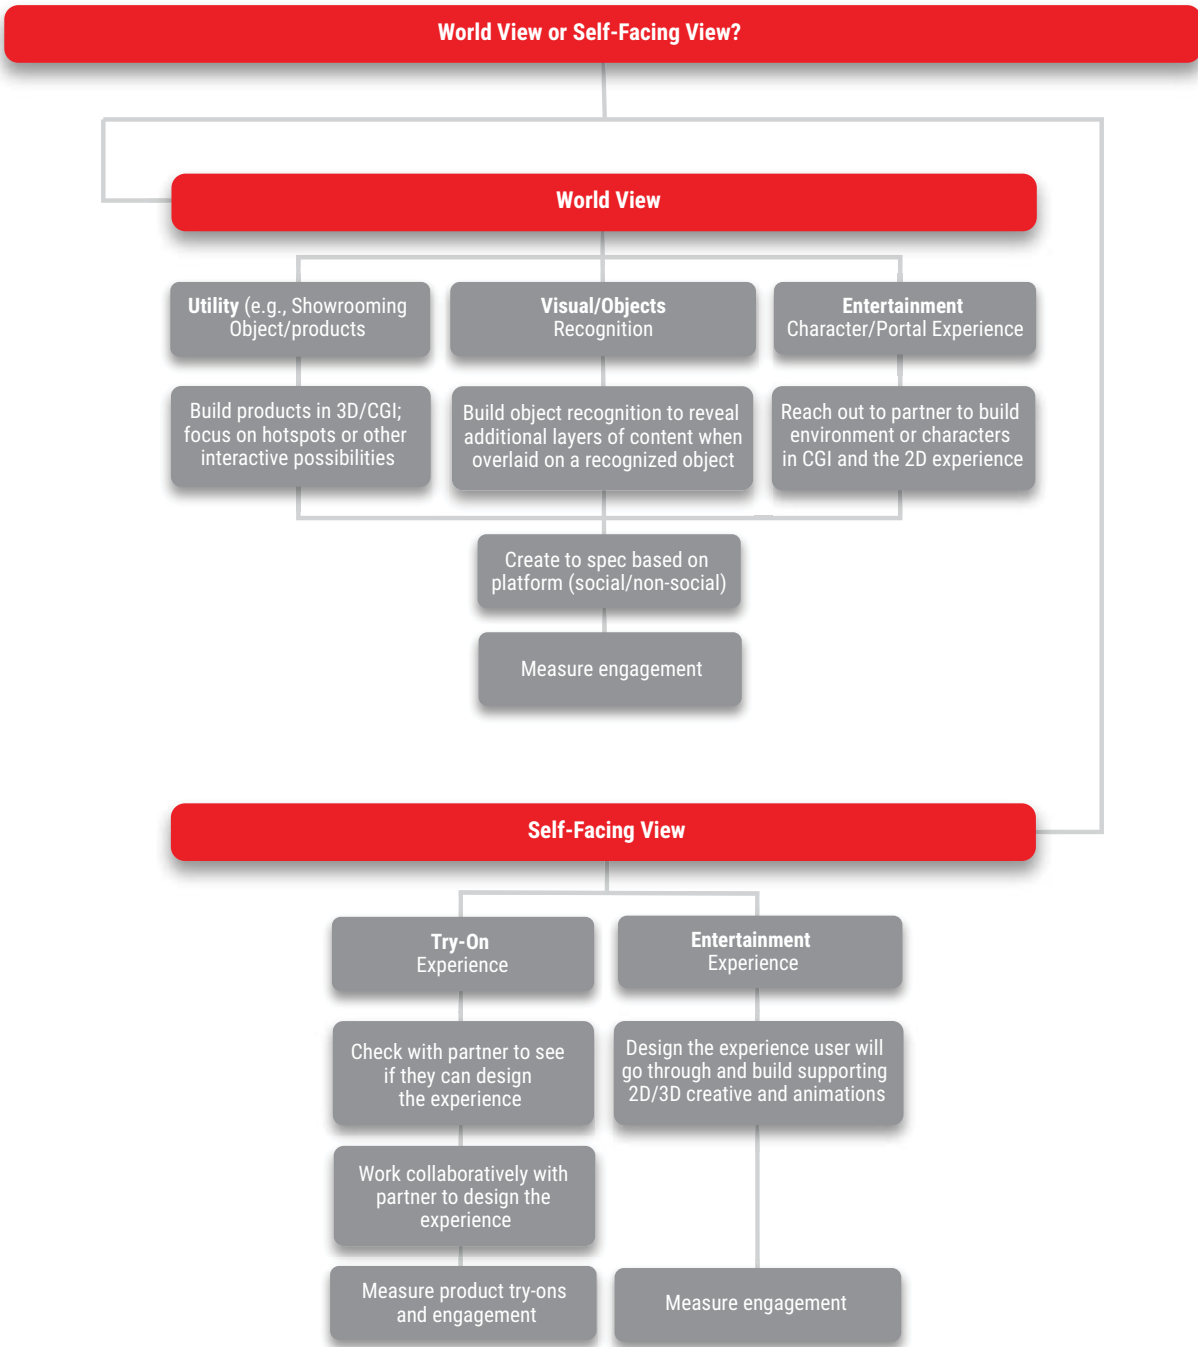 World View or Self-Facing View?
World View
Utility (e.g., Showrooming
Object/products
Visual/Objects
Recognition
Entertainment
Character/Portal Experience
Build products in 3D/CGI;
focus on hotspots or other
interactive possibilities
Build object recognition to reveal
additional layers of content when
overlaid on a recognized object
Reach out to partner to build
environment or characters
in CGI and the 2D experience
Create to spec based on
platform (social/non-social)
Measure engagement
Self-Facing View
Try-On
Experience
Entertainment
Experience
Check with partner to see
if they can design
the experience
Design the experience user will
go through and build supporting
2D/3D creative and animations
Work collaboratively with
partner to design the
experience
Measure product try-ons
and engagement
Measure engagement